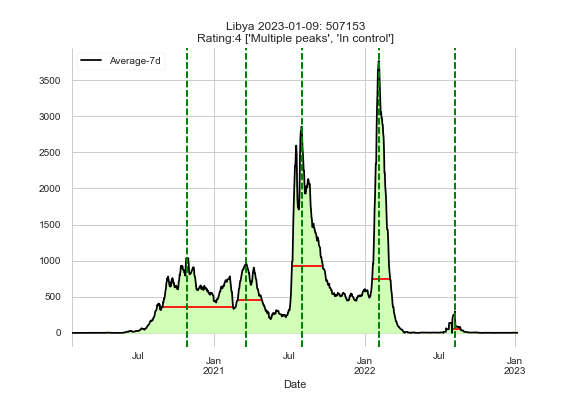 Libya 2023-01-09: 507153
Rating:4 ['Multiple peaks', 'In control']
Average-7d
3500
3000
2500
2000
1500
1000
500
0
Jul
Jan
2021
Jul
Jan
2022
Jul
Jan
2023
Date